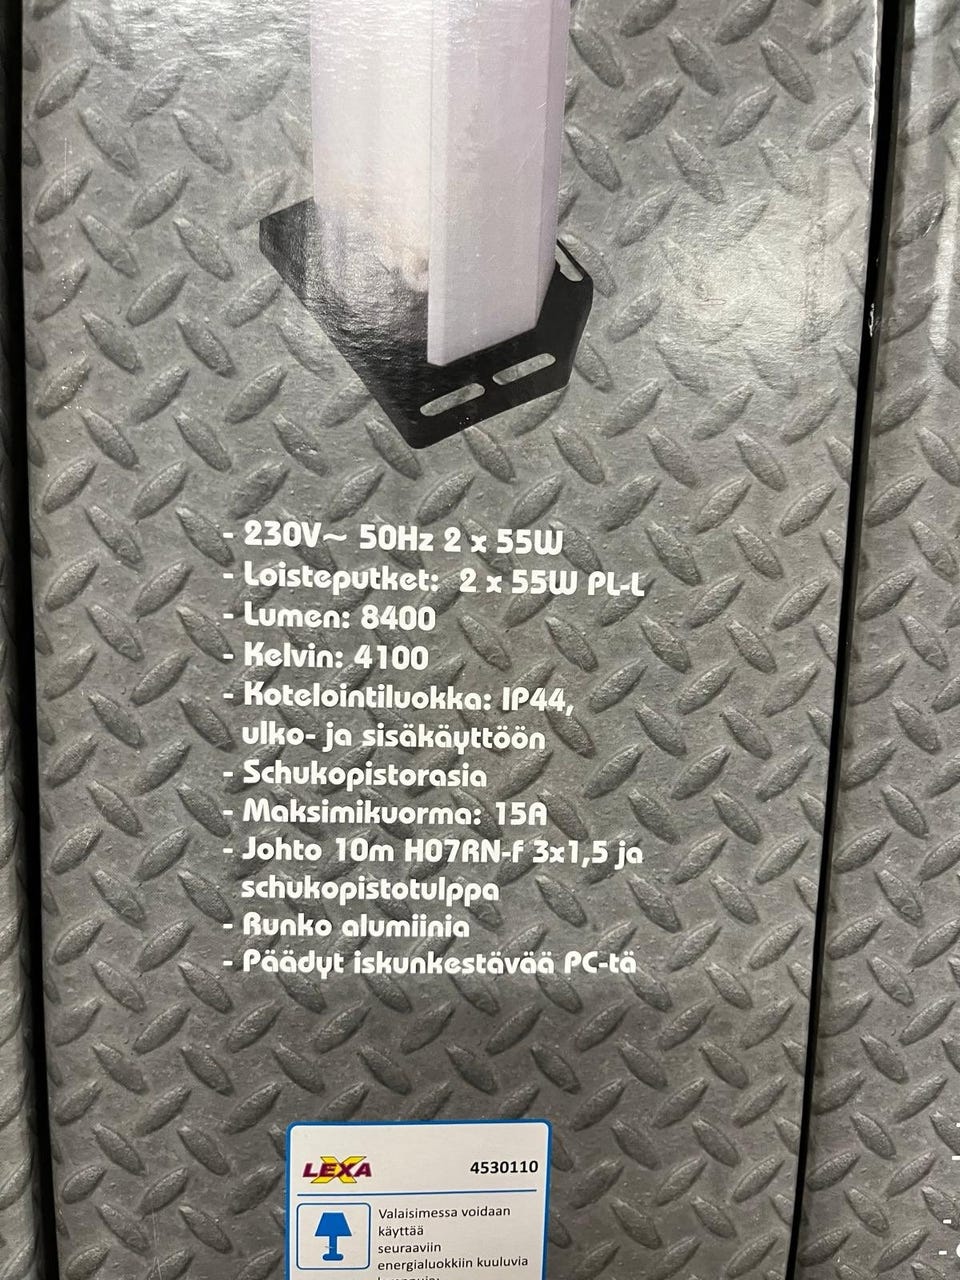 - 230V~ 50Hz 2 x 55W
- Loisteputket: 2 x 55W PL-L
- Lumen: 8400
- Kelvin: 4100
- Kotelointiluokka: IP44,
ulko- ja sisäkäyttöön
- Schukopistorasia
- Maksimikuorma: 15A
- Johto 10m H07RN-f 3x1,5 ja
schukopistotulppa
- Runko alumiinia
- Päädyt iskunkestävää PC-tä
LEXA 4530110
Valaisimessa voidaan
käyttää
seuraaviin
energialuokkiin kuuluvia